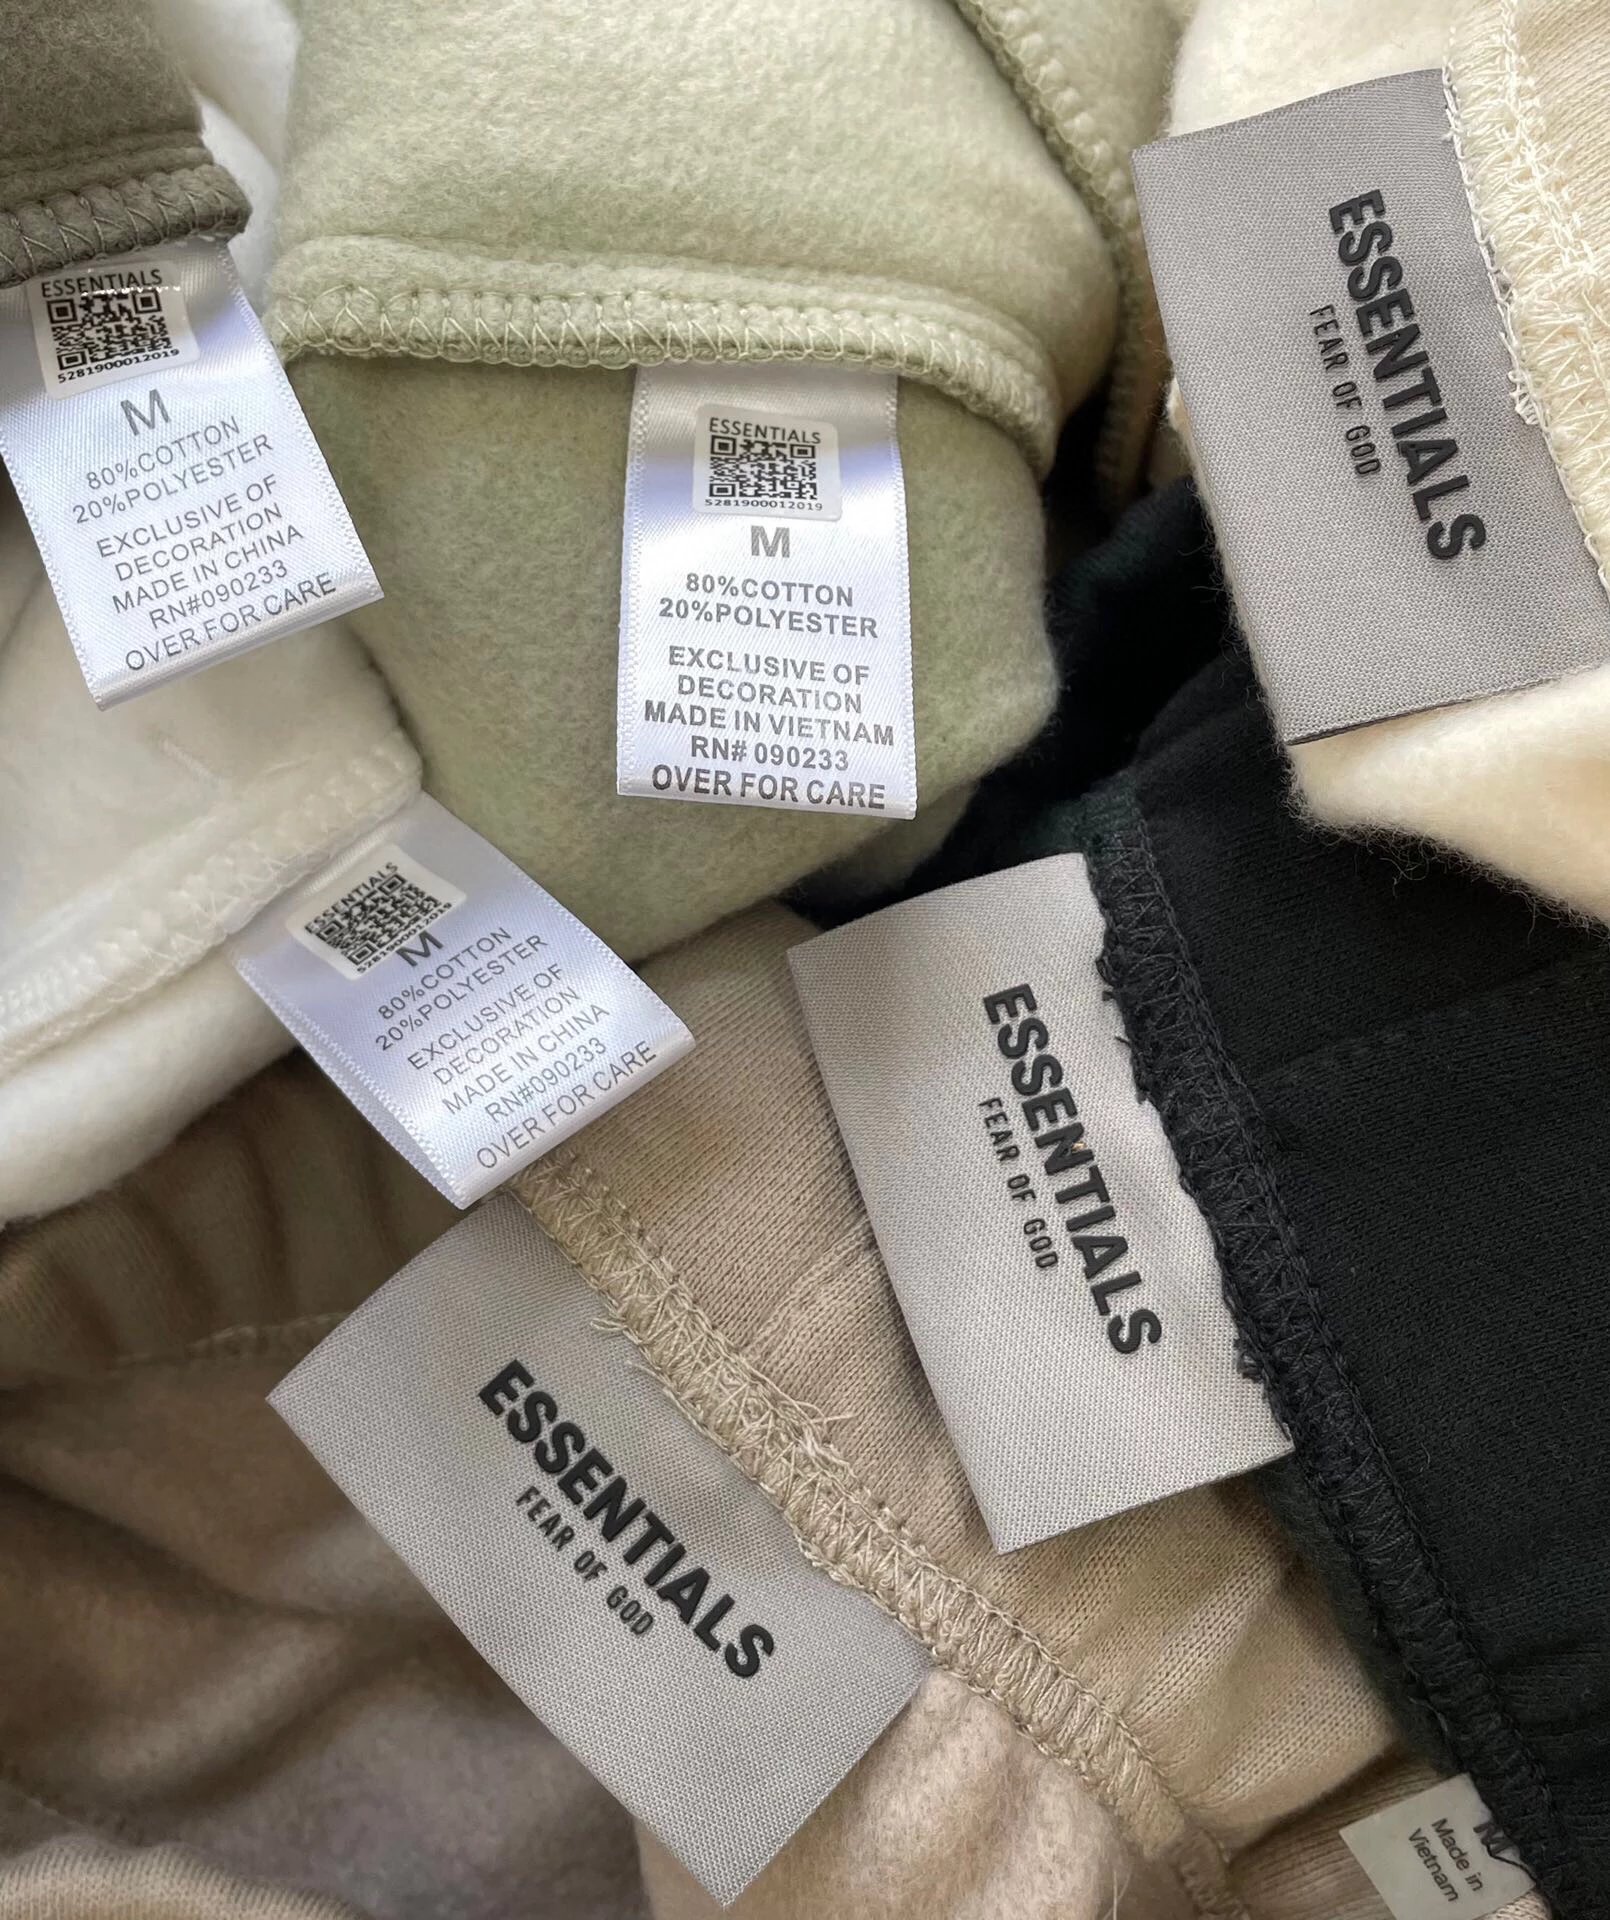 ESSENTIALS
5281900012019
M
80%COTTON
20%POLYESTER
EXCLUSIVE OF
DECORATION
MADE IN CHINA
RN#090233
OVER FOR CARE
ESSENTIALS
5281900012019
M
80%COTTON
20%POLYESTER
EXCLUSIVE OF
DECORATION
MADE IN VIETNAM
RN# 090233
OVER FOR CARE
ESSENTIALS
FEAR OF GOD
ESSENTIALS
5281900012019
M
80%COTTON
20%POLYESTER
EXCLUSIVE OF
DECORATION
MADE IN CHINA
RN#090233
OVER FOR CARE
ESSENTIALS
FEAR OF GOD
ESSENTIALS
FEAR OF GOD
M
Made in
Vietnam